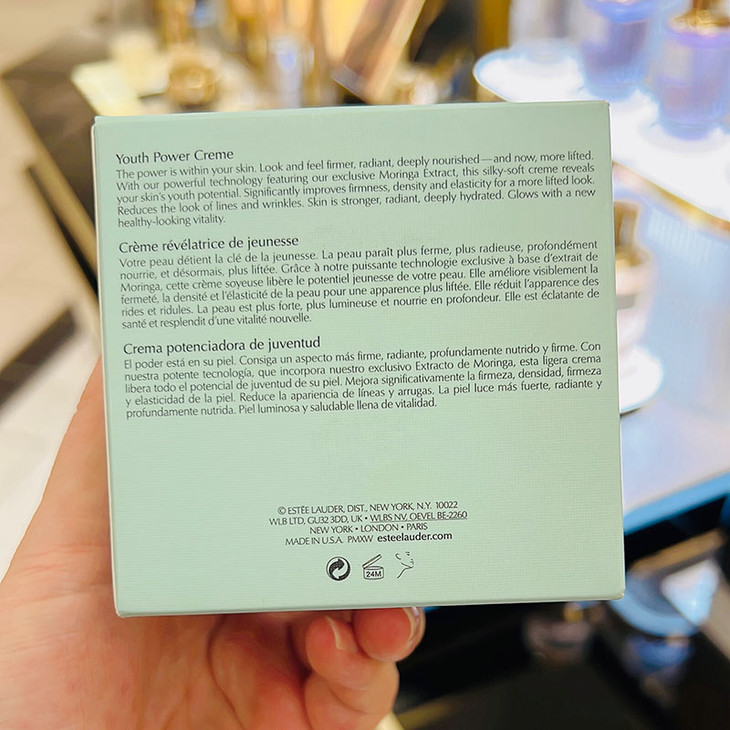 Youth Power Creme
The power is within your skin. Look and feel firmer, radiant, deeply nourished—and now, more lifted.
With our powerful technology featuring our exclusive Moringa Extract, this silky-soft creme reveals
your skin's youth potential. Significantly improves firmness, density and elasticity for a more lifted look.
Reduces the look of lines and wrinkles. Skin is stronger, radiant, deeply hydrated. Glows with a new
healthy-looking vitality.
Crème révélatrice de jeunesse
Votre peau détient la clé de la jeunesse. La peau paraît plus ferme, plus radieuse, profondément
nourrie, et désormais, plus liftée. Grâce à notre puissante technologie exclusive à base d'extrait de
Moringa, cette crème soyeuse libère le potentiel jeunesse de votre peau. Elle améliore visiblement la
fermeté, la densité et l'élasticité de la peau pour une apparence plus liftée. Elle réduit l'apparence des
rides et ridules. La peau est plus forte, plus lumineuse et nourrie en profondeur. Elle est éclatante de
santé et resplendit d'une vitalité nouvelle.
Crema potenciadora de juventud
El poder está en su piel. Consiga un aspecto más firme, radiante, profundamente nutrido y firme. Con
nuestra potente tecnología, que incorpora nuestro exclusivo Extracto de Moringa, esta ligera crema
libera todo el potencial de juventud de su piel. Mejora significativamente la firmeza, densidad, firmeza
y elasticidad de la piel. Reduce la apariencia de líneas y arrugas. La piel luce más fuerte, radiante y
profundamente nutrida. Piel luminosa y saludable llena de vitalidad.
© ESTÉE LAUDER, DIST., NEW YORK, N.Y. 10022
WLB LTD, GU32 3DD, UK • WLBS NV, OEVEL BE-2260
NEW YORK • LONDON • PARIS
MADE IN U.S.A. PMXW esteelauder.com
24M